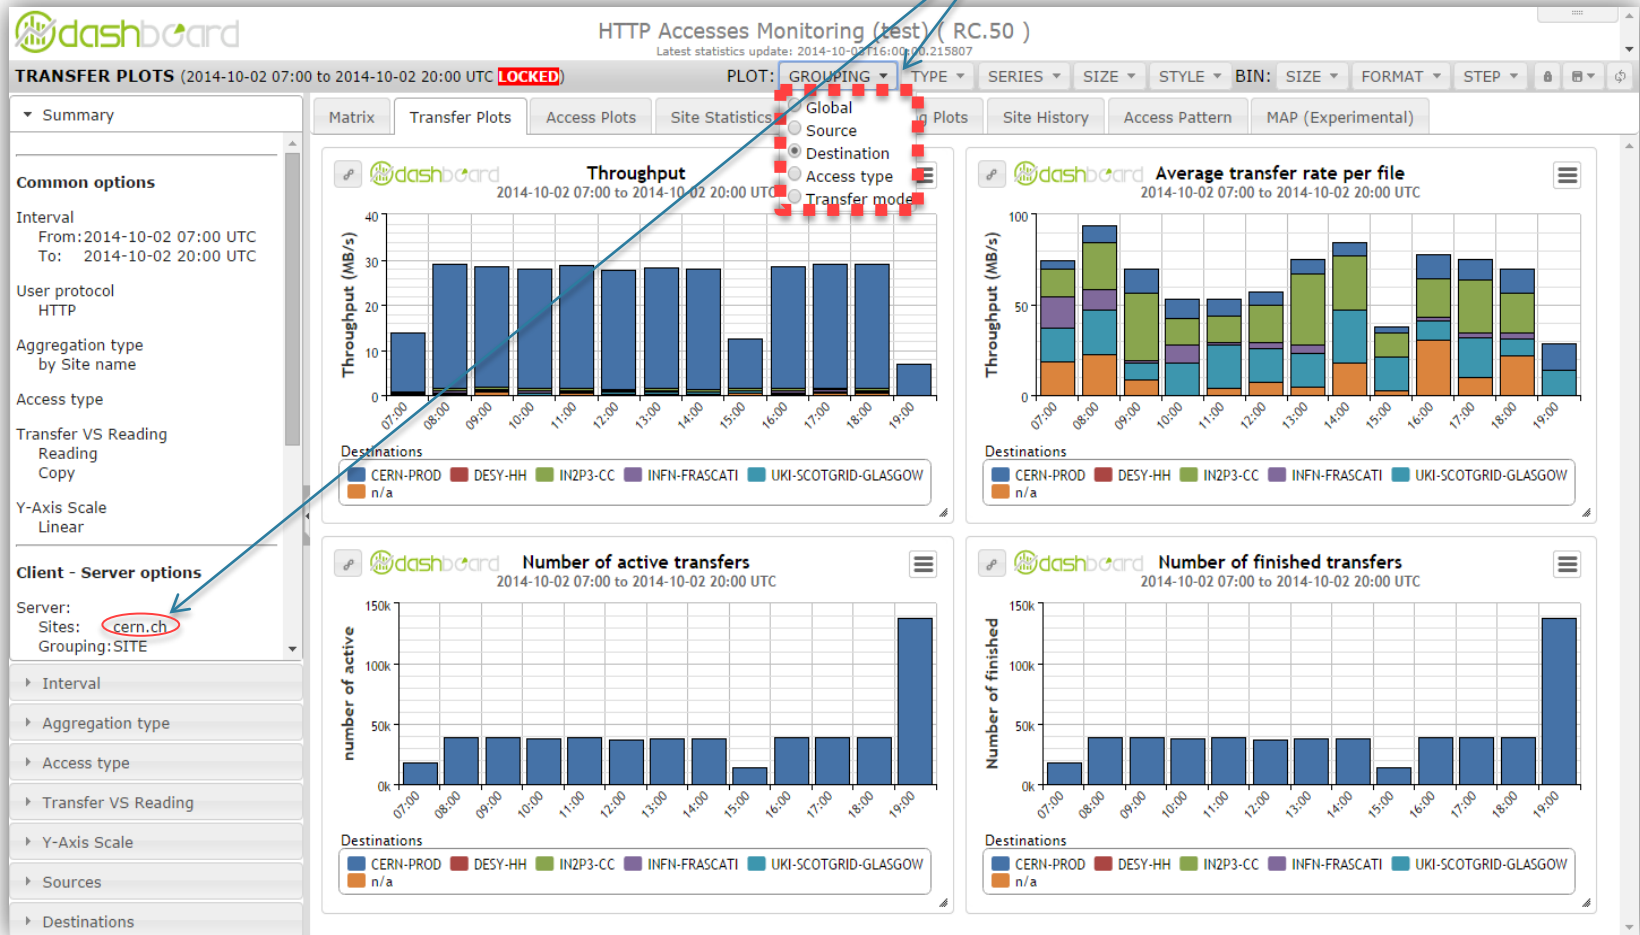 dashboard
HTTP Accesses Monitoring (test) ( RC.50 )
Latest statistics update: 2014-10-02T16:00:00.215807
TRANSFER PLOTS (2014-10-02 07:00 to 2014-10-02 20:00 UTC LOCKED)
PLOT: GROUPING TYPE SERIES SIZE STYLE BIN: SIZE FORMAT STEP
Global
Source
Destination
Access type
Transfer mode
Matrix Transfer Plots Access Plots Site Statistics g Plots Site History Access Pattern MAP (Experimental)
Summary
Common options
Interval
From: 2014-10-02 07:00 UTC
To: 2014-10-02 20:00 UTC
User protocol
HTTP
Aggregation type
by Site name
Access type
Transfer VS Reading
Reading
Copy
Y-Axis Scale
Linear
Client - Server options
Server:
Sites: cern.ch
Grouping: SITE
Interval
Aggregation type
Access type
Transfer VS Reading
Y-Axis Scale
Sources
Destinations
dashboard
Throughput
2014-10-02 07:00 to 2014-10-02 20:00 UTC
Throughput (MB/s)
40
30
20
10
0
07:00 08:00 09:00 10:00 11:00 12:00 13:00 14:00 15:00 16:00 17:00 18:00 19:00
Destinations
CERN-PROD DESY-HH IN2P3-CC INFN-FRASCATI UKI-SCOTGRID-GLASGOW
n/a
dashboard
Average transfer rate per file
2014-10-02 07:00 to 2014-10-02 20:00 UTC
Throughput (MB/s)
100
50
0
07:00 08:00 09:00 10:00 11:00 12:00 13:00 14:00 15:00 16:00 17:00 18:00 19:00
Destinations
CERN-PROD DESY-HH IN2P3-CC INFN-FRASCATI UKI-SCOTGRID-GLASGOW
n/a
dashboard
Number of active transfers
2014-10-02 07:00 to 2014-10-02 20:00 UTC
number of active
150k
100k
50k
0k
07:00 08:00 09:00 10:00 11:00 12:00 13:00 14:00 15:00 16:00 17:00 18:00 19:00
Destinations
CERN-PROD DESY-HH IN2P3-CC INFN-FRASCATI UKI-SCOTGRID-GLASGOW
n/a
dashboard
Number of finished transfers
2014-10-02 07:00 to 2014-10-02 20:00 UTC
Number of finished
150k
100k
50k
0k
07:00 08:00 09:00 10:00 11:00 12:00 13:00 14:00 15:00 16:00 17:00 18:00 19:00
Destinations
CERN-PROD DESY-HH IN2P3-CC INFN-FRASCATI UKI-SCOTGRID-GLASGOW
n/a